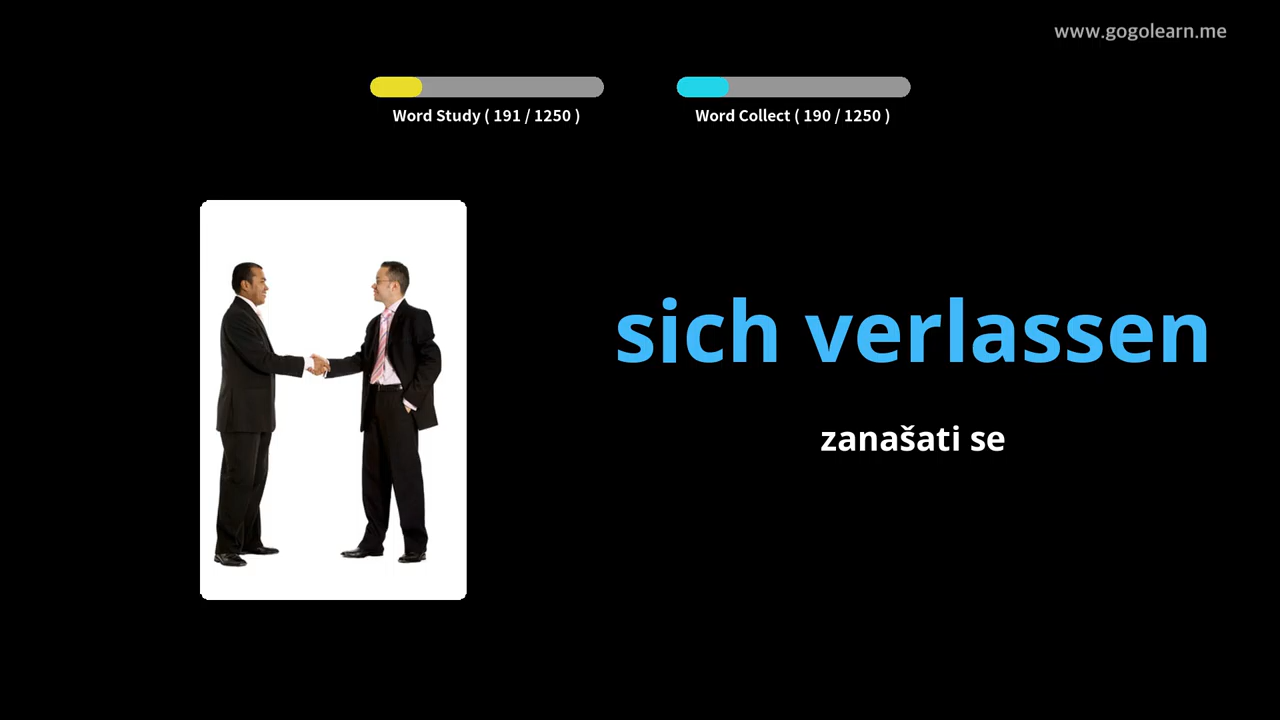 www.gogolearn.me
Word Study ( 191 / 1250 )
Word Collect ( 190 / 1250 )
sich verlassen
zanašati se